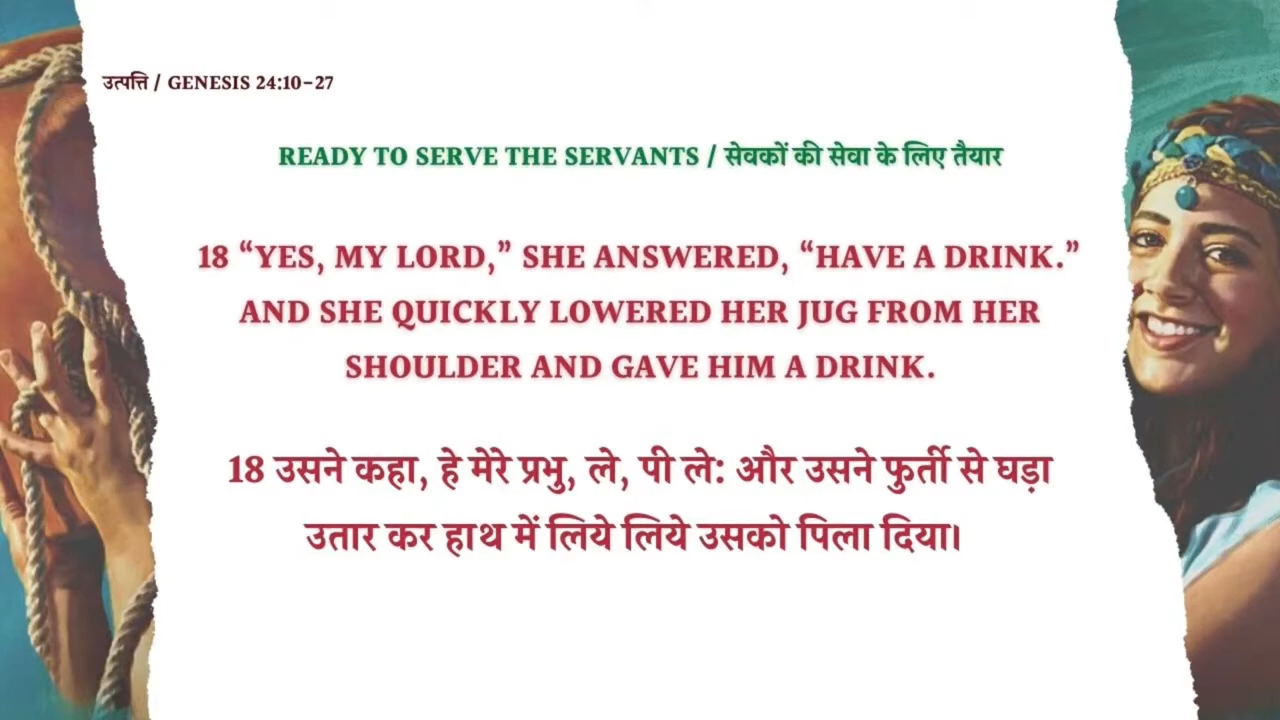 उत्पत्ति / GENESIS 24:10–27
READY TO SERVE THE SERVANTS / सेवकों की सेवा के लिए तैयार
18 “YES, MY LORD,” SHE ANSWERED, “HAVE A DRINK.”
AND SHE QUICKLY LOWERED HER JUG FROM HER
SHOULDER AND GAVE HIM A DRINK.
18 उसने कहा, हे मेरे प्रभु, ले, पी ले: और उसने फुर्ती से घड़ा
उतार कर हाथ में लिये लिये उसको पिला दिया।